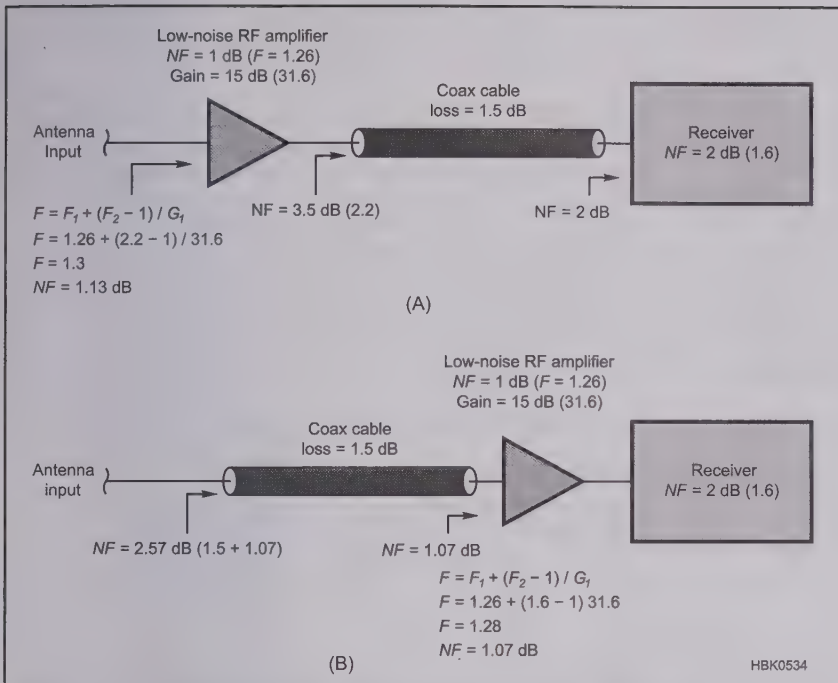 Low-noise RF amplifier
NF = 1 dB (F = 1.26)
Gain = 15 dB (31.6)
Coax cable
loss = 1.5 dB
Antenna
Input
Receiver
NF = 2 dB (1.6)
F = F₁ + (F₂ – 1) / G₁
F = 1.26 + (2.2 – 1) / 31.6
F = 1.3
NF = 1.13 dB
NF = 3.5 dB (2.2)
NF = 2 dB
(A)
Low-noise RF amplifier
NF = 1 dB (F = 1.26)
Gain = 15 dB (31.6)
Coax cable
loss = 1.5 dB
Antenna
input
Receiver
NF = 2 dB (1.6)
NF = 2.57 dB (1.5 + 1.07)
NF = 1.07 dB
F = F₁ + (F₂ – 1) / G₁
F = 1.26 + (1.6 – 1) 31.6
F = 1.28
NF = 1.07 dB
(B)
HBK0534